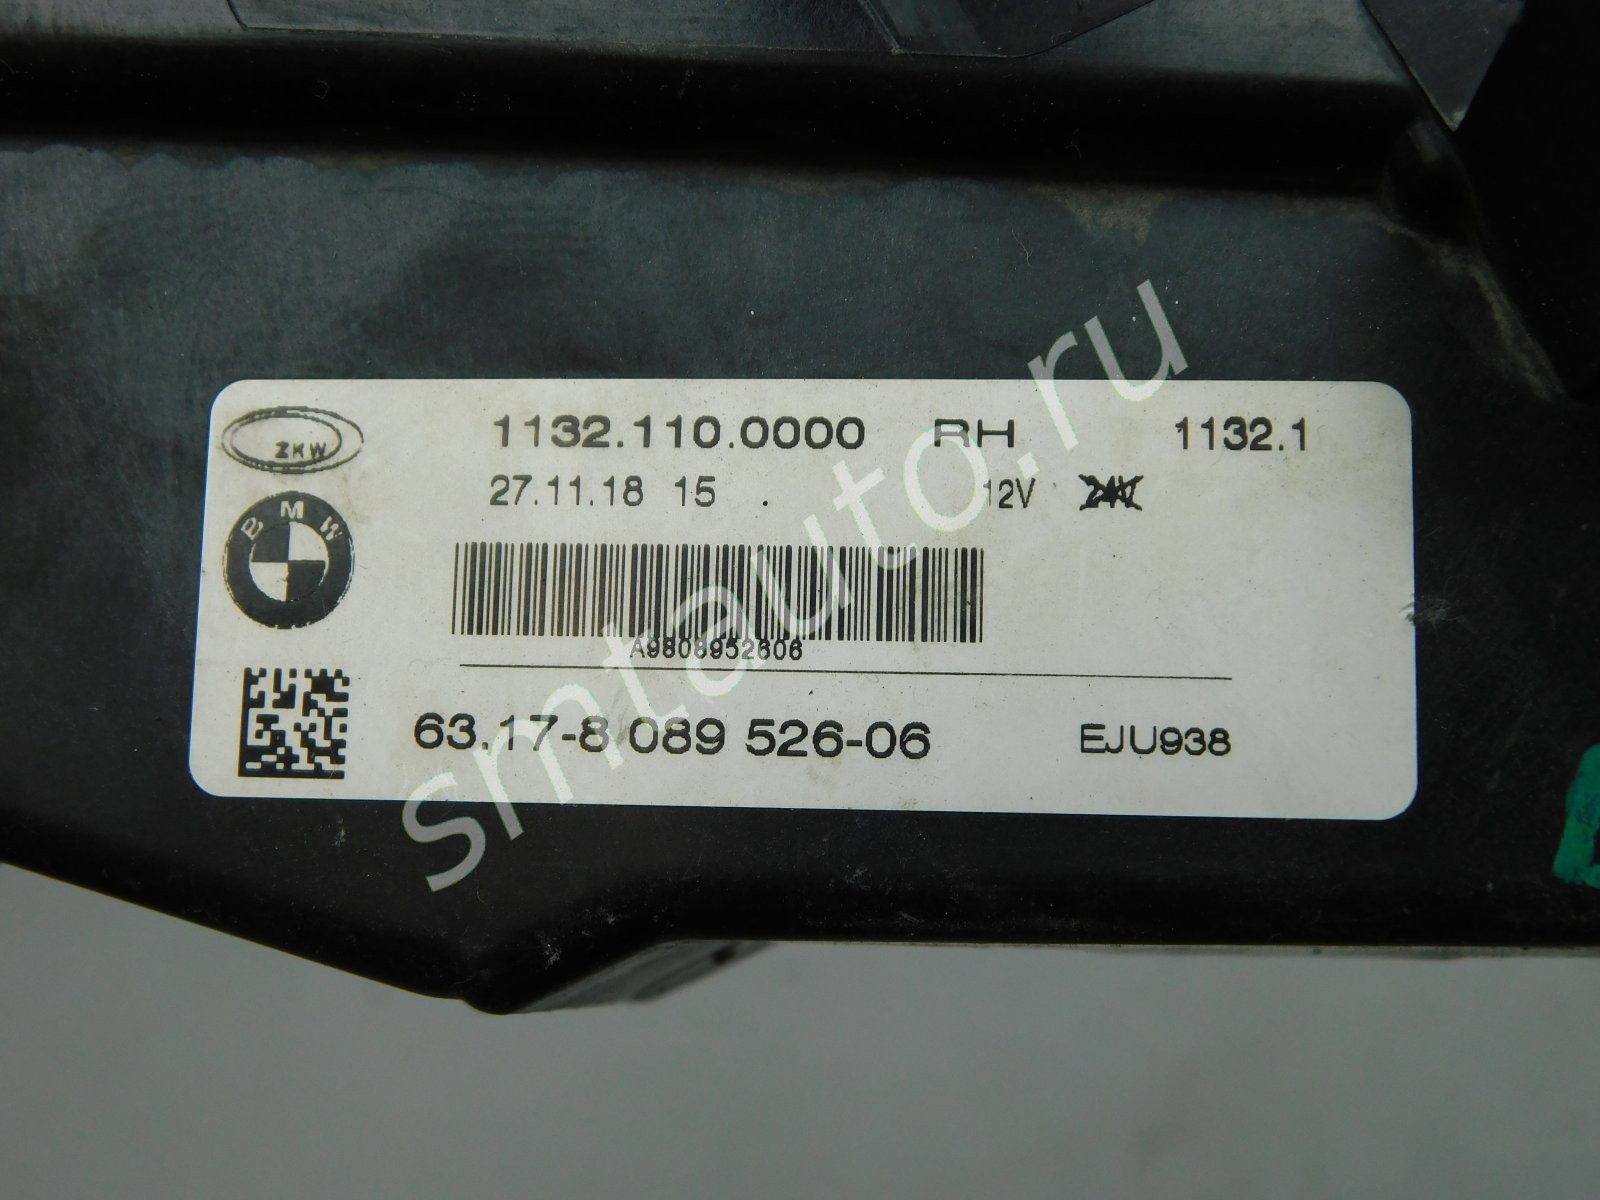 ZKW
1132.110.0000 RH 1132.1
27.11.18 15 . 12V 24V
BMW
A9808952606
63.17-8 089 526-06 EJU938
smtauto.ru